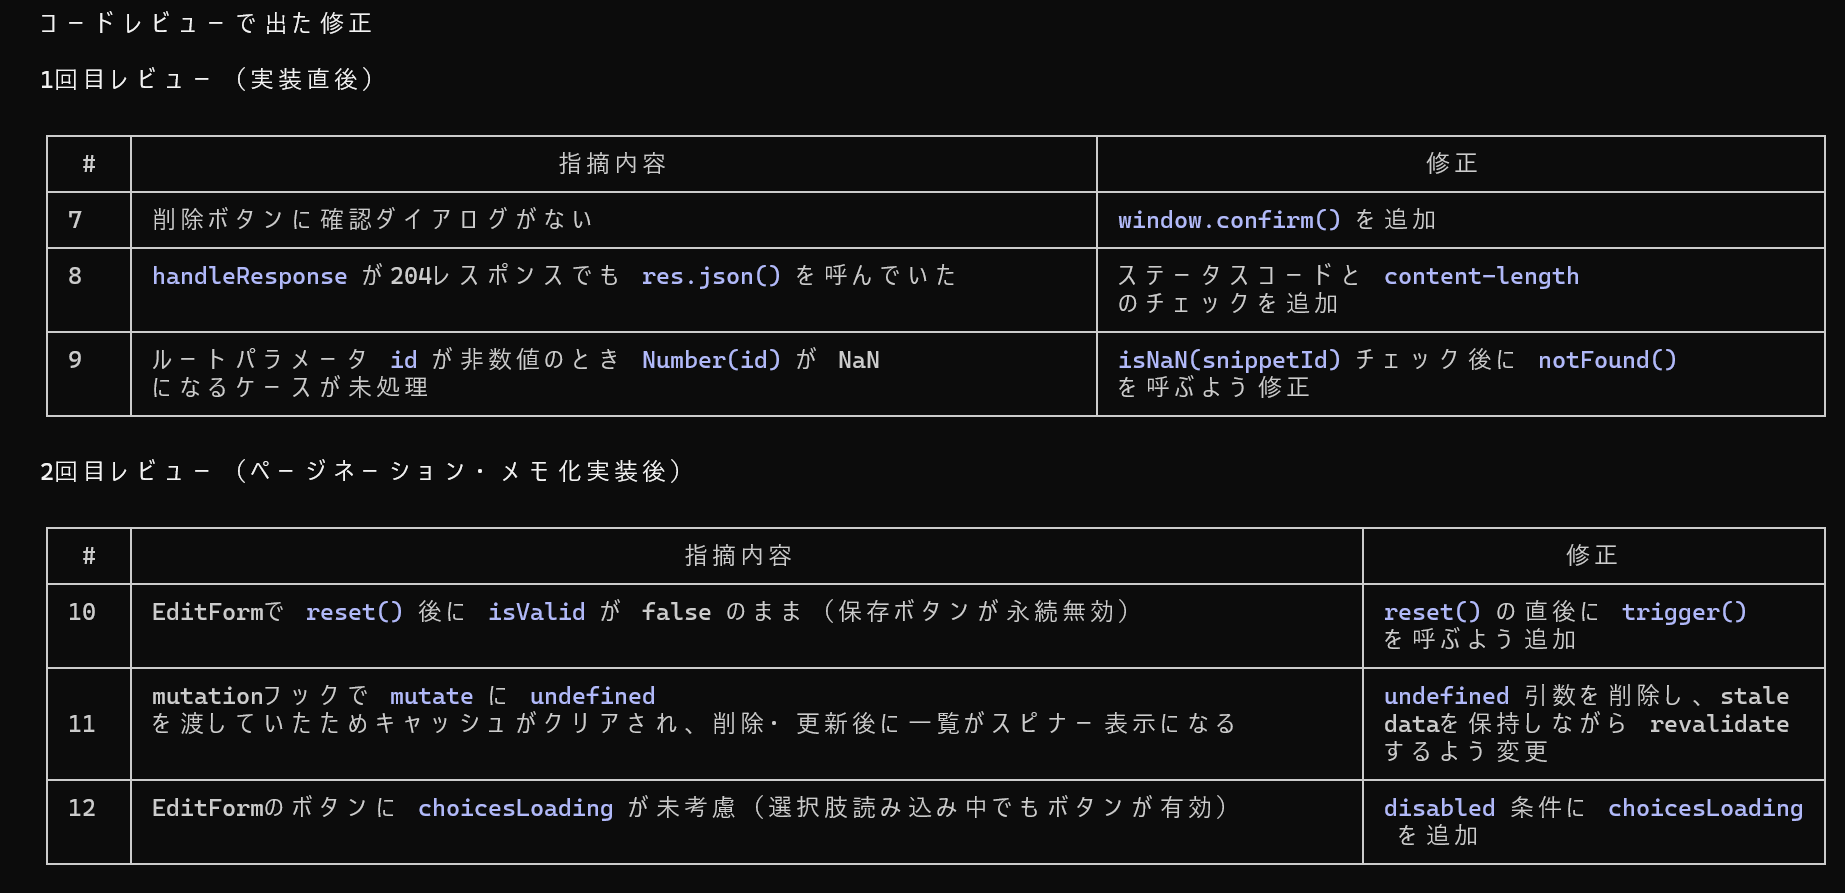 コードレビューで出た修正
1回目レビュー（実装直後）
# 指摘内容 修正
7 削除ボタンに確認ダイアログがない window.confirm() を追加
8 handleResponse が204レスポンスでも res.json() を呼んでいた ステータスコードと content-length
のチェックを追加
9 ルートパラメータ id が非数値のとき Number(id) が NaN isNaN(snippetId) チェック後に notFound()
になるケースが未処理 を呼ぶよう修正
2回目レビュー（ページネーション・メモ化実装後）
# 指摘内容 修正
10 EditFormで reset() 後に isValid が false のまま（保存ボタンが永続無効） reset() の直後に trigger()
を呼ぶよう追加
mutationフックで mutate に undefined undefined 引数を削除し、stale
11 を渡していたためキャッシュがクリアされ、削除・更新後に一覧がスピナー表示になる dataを保持しながら revalidate
するよう変更
12 EditFormのボタンに choicesLoading が未考慮（選択肢読み込み中でもボタンが有効） disabled 条件に choicesLoading
を追加